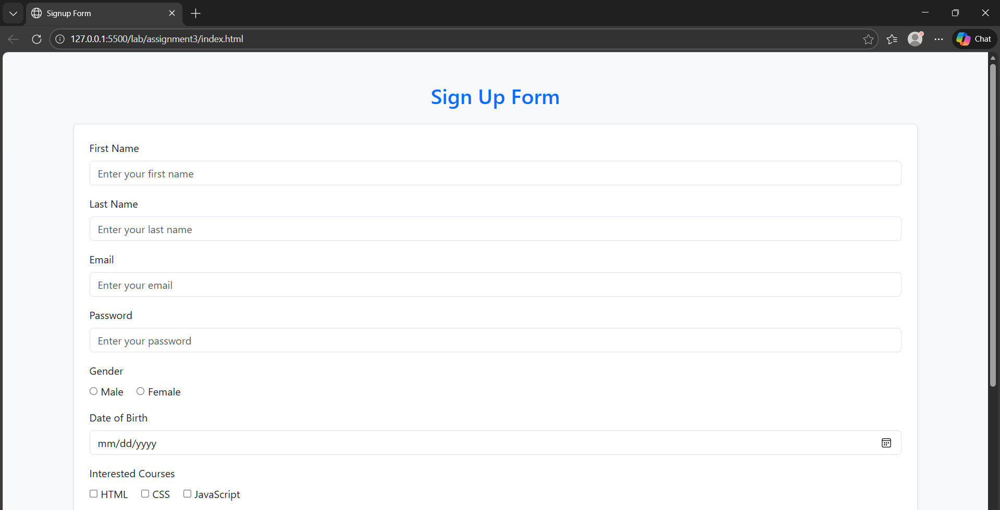 Signup Form
127.0.0.1:5500/lab/assignment3/index.html
Chat
Sign Up Form
First Name
Enter your first name
Last Name
Enter your last name
Email
Enter your email
Password
Enter your password
Gender
Male Female
Date of Birth
mm/dd/yyyy
Interested Courses
HTML CSS JavaScript